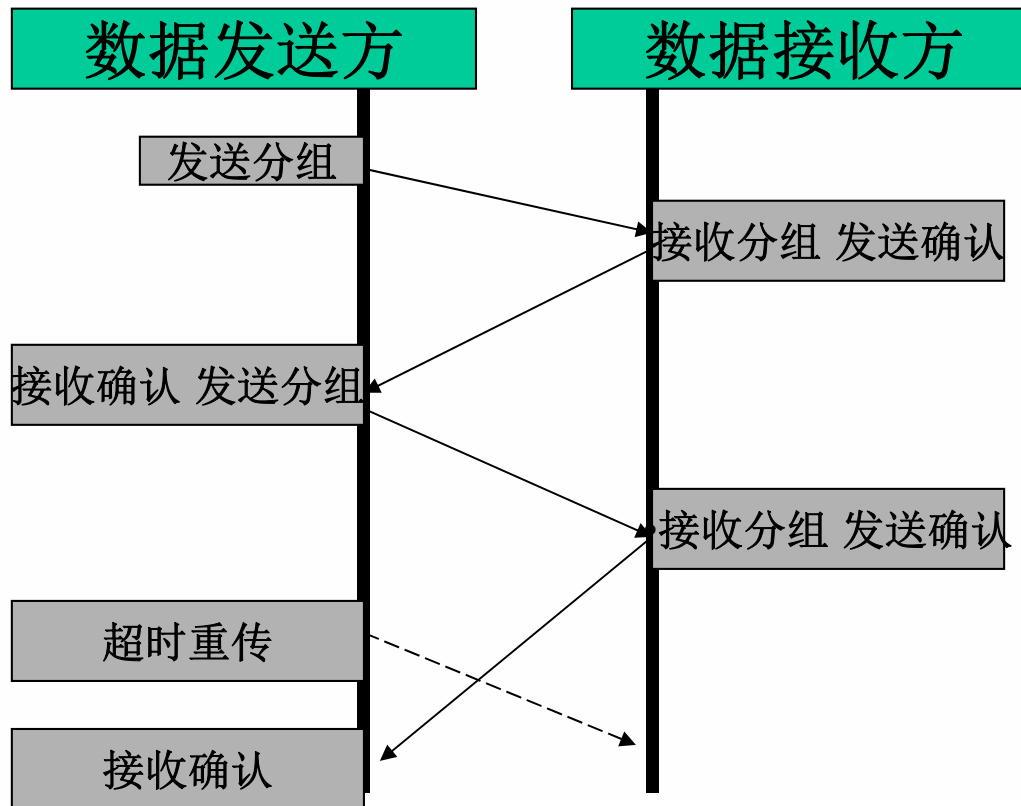 数据发送方
数据接收方
发送分组
接收分组 发送确认
接收确认 发送分组
接收分组 发送确认
超时重传
接收确认